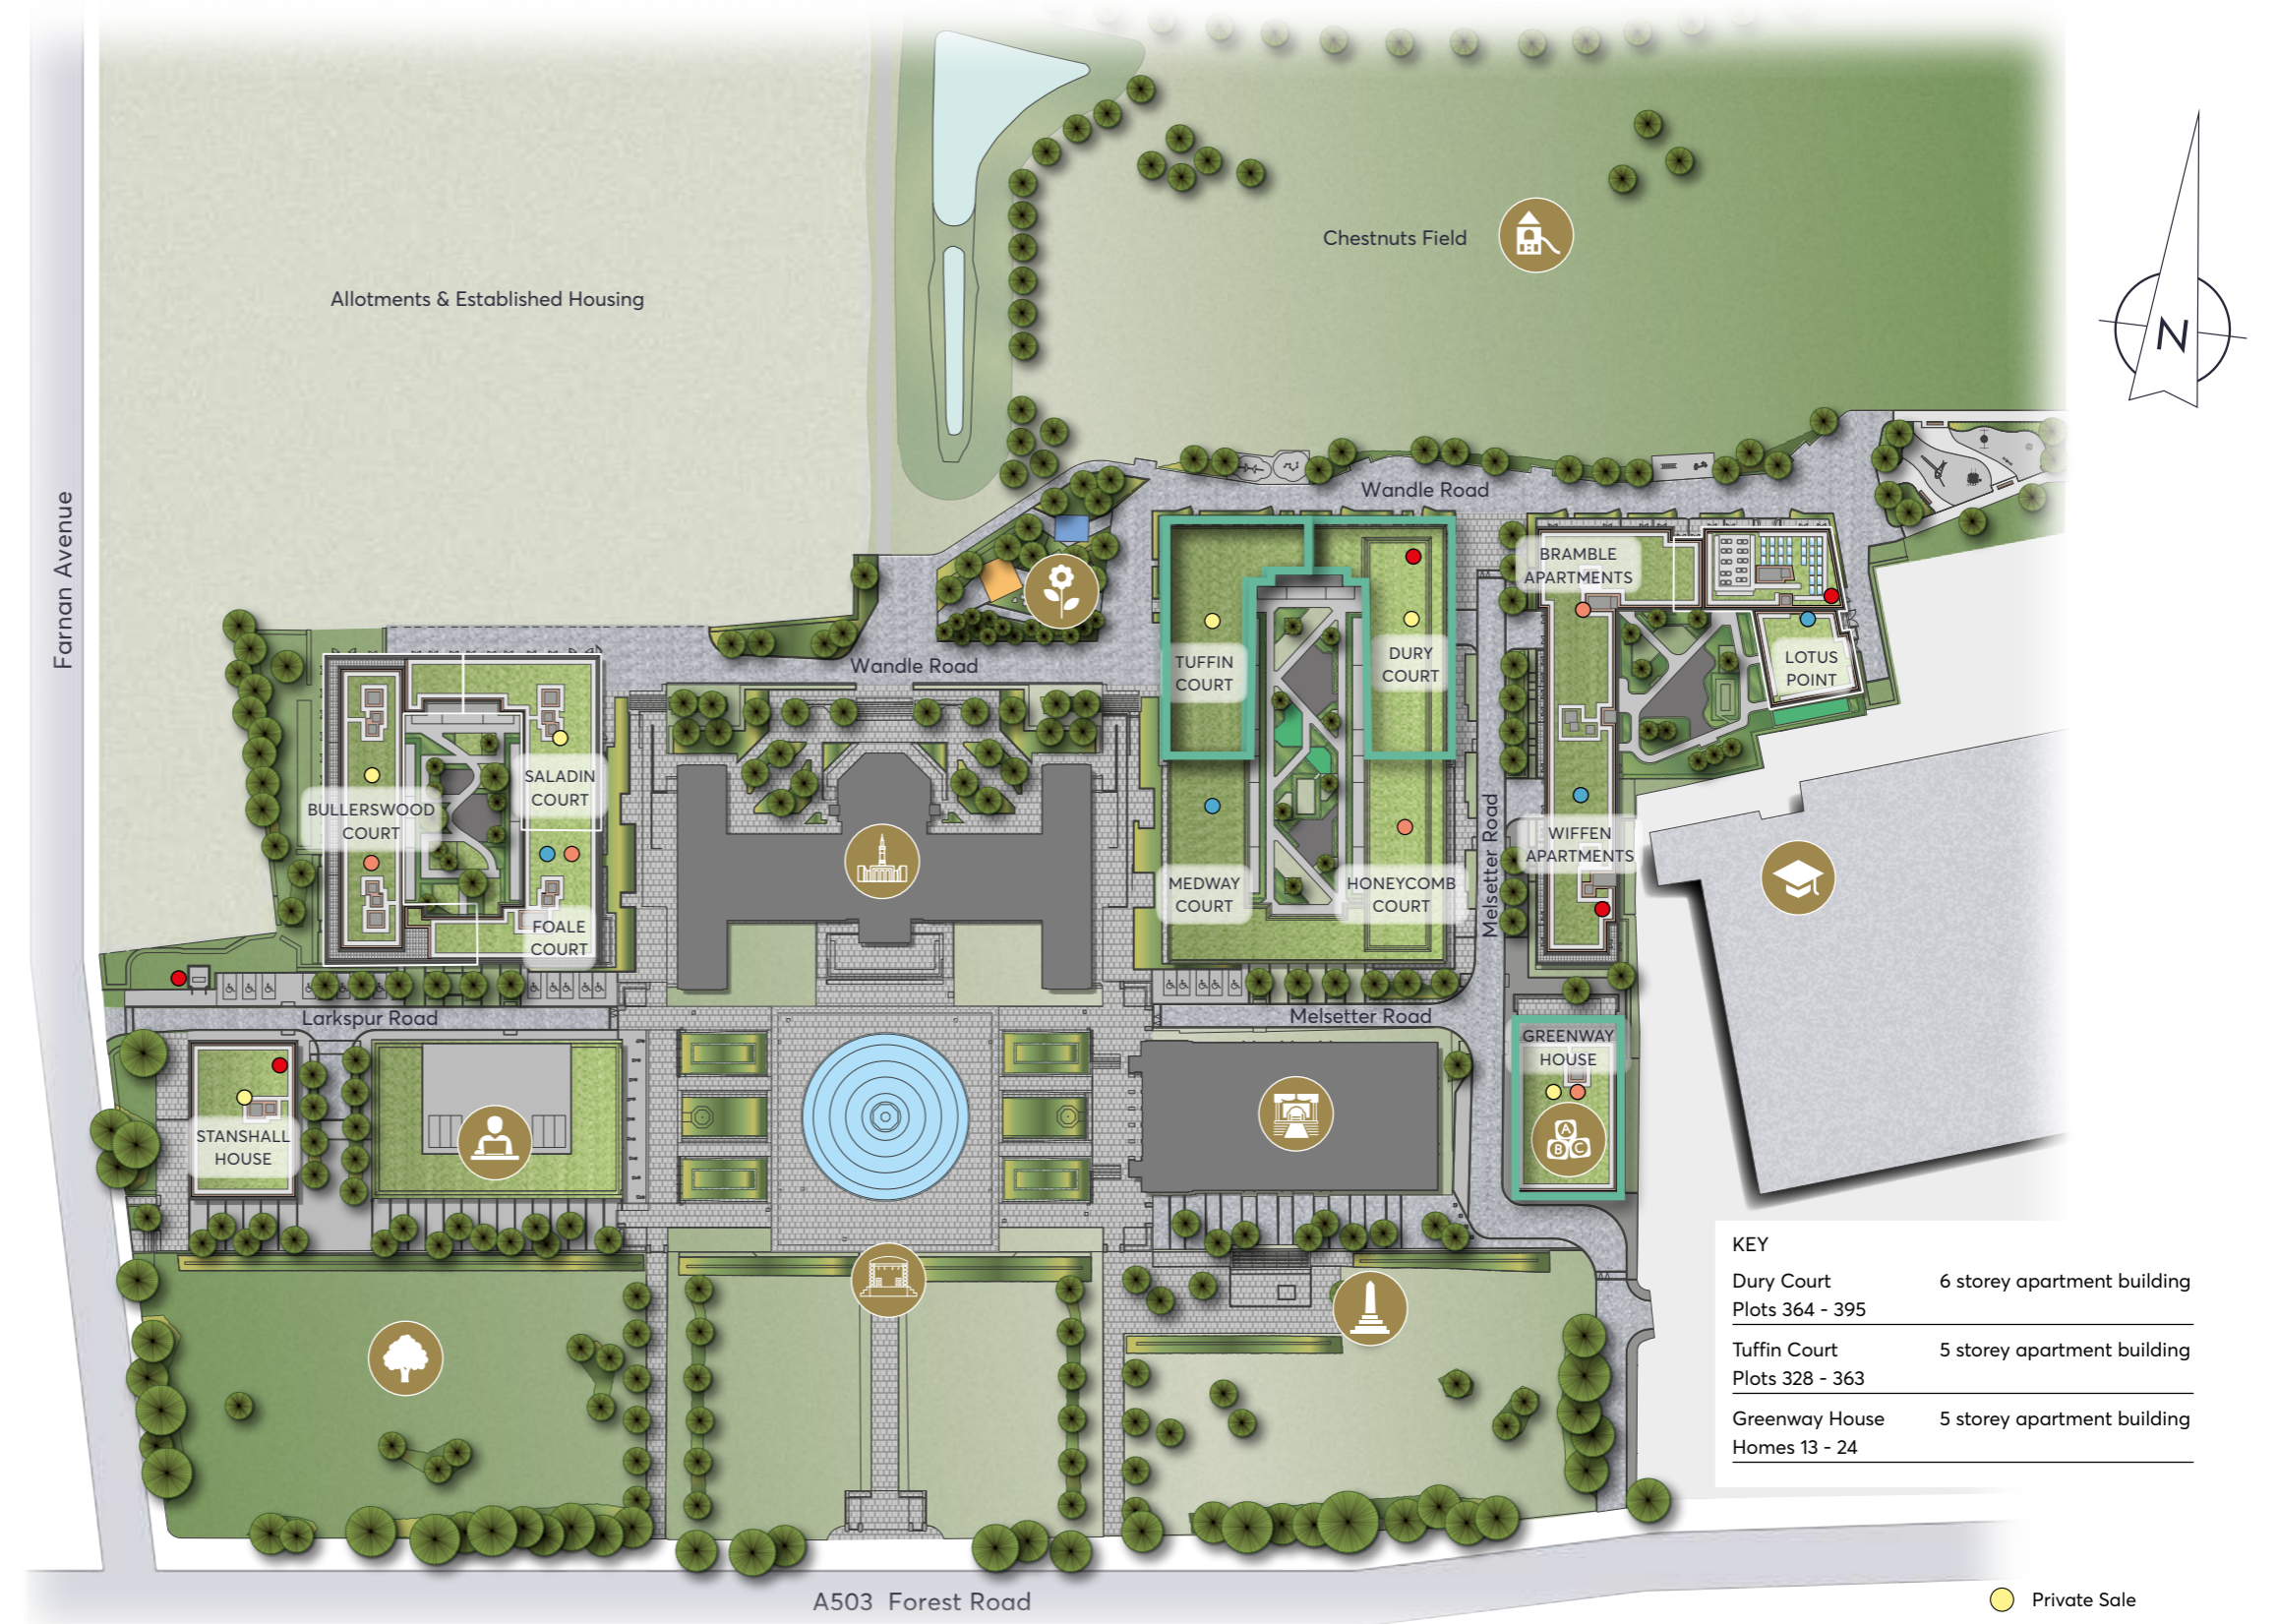 Chestnuts Field
Allotments & Established Housing
N
Farnan Avenue
Wandle Road
BRAMBLE
APARTMENTS
TUFFIN
COURT
DURY
COURT
LOTUS
POINT
Wandle Road
SALADIN
COURT
BULLERSWOOD
COURT
Melsetter Road
WIFFEN
APARTMENTS
MEDWAY
COURT
HONEYCOMB
COURT
FOALE
COURT
Larkspur Road
Melsetter Road
GREENWAY
HOUSE
A
B C
STANSHALL
HOUSE
KEY
Dury Court 6 storey apartment building
Plots 364 - 395
Tuffin Court 5 storey apartment building
Plots 328 - 363
Greenway House 5 storey apartment building
Homes 13 - 24
A503 Forest Road
Private Sale